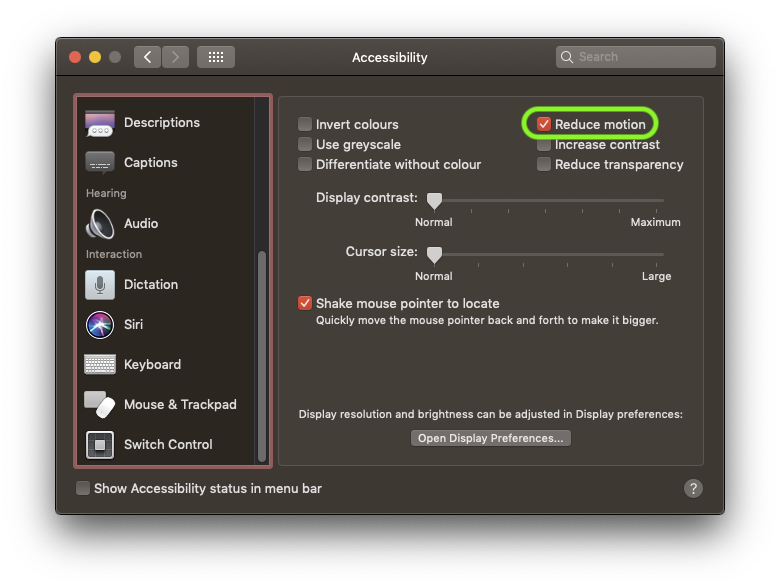 Accessibility
Search
Descriptions
Captions
Hearing
Audio
Interaction
Dictation
Siri
Keyboard
Mouse & Trackpad
Switch Control
Invert colours
Reduce motion
Use greyscale
Increase contrast
Differentiate without colour
Reduce transparency
Display contrast:
Normal
Maximum
Cursor size:
Normal
Large
Shake mouse pointer to locate
Quickly move the mouse pointer back and forth to make it bigger.
Display resolution and brightness can be adjusted in Display preferences:
Open Display Preferences...
Show Accessibility status in menu bar
?